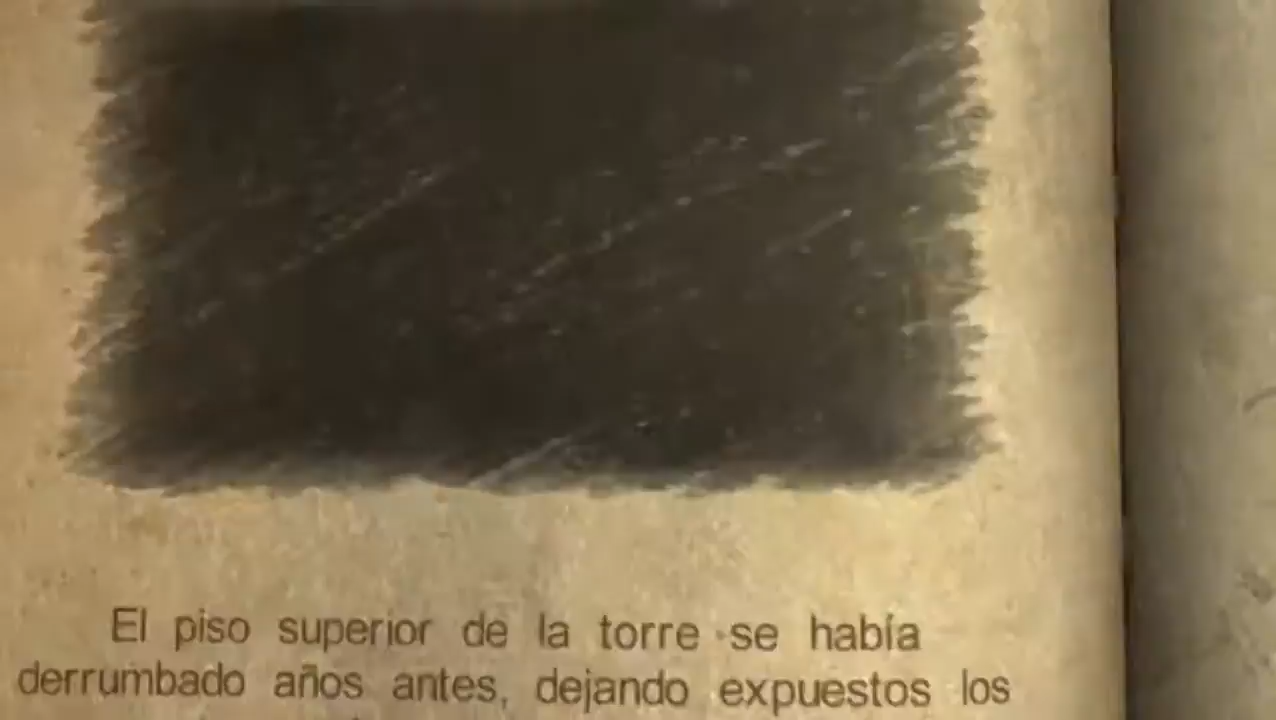 El piso superior de la torre se había
derrumbado años antes, dejando expuestos los